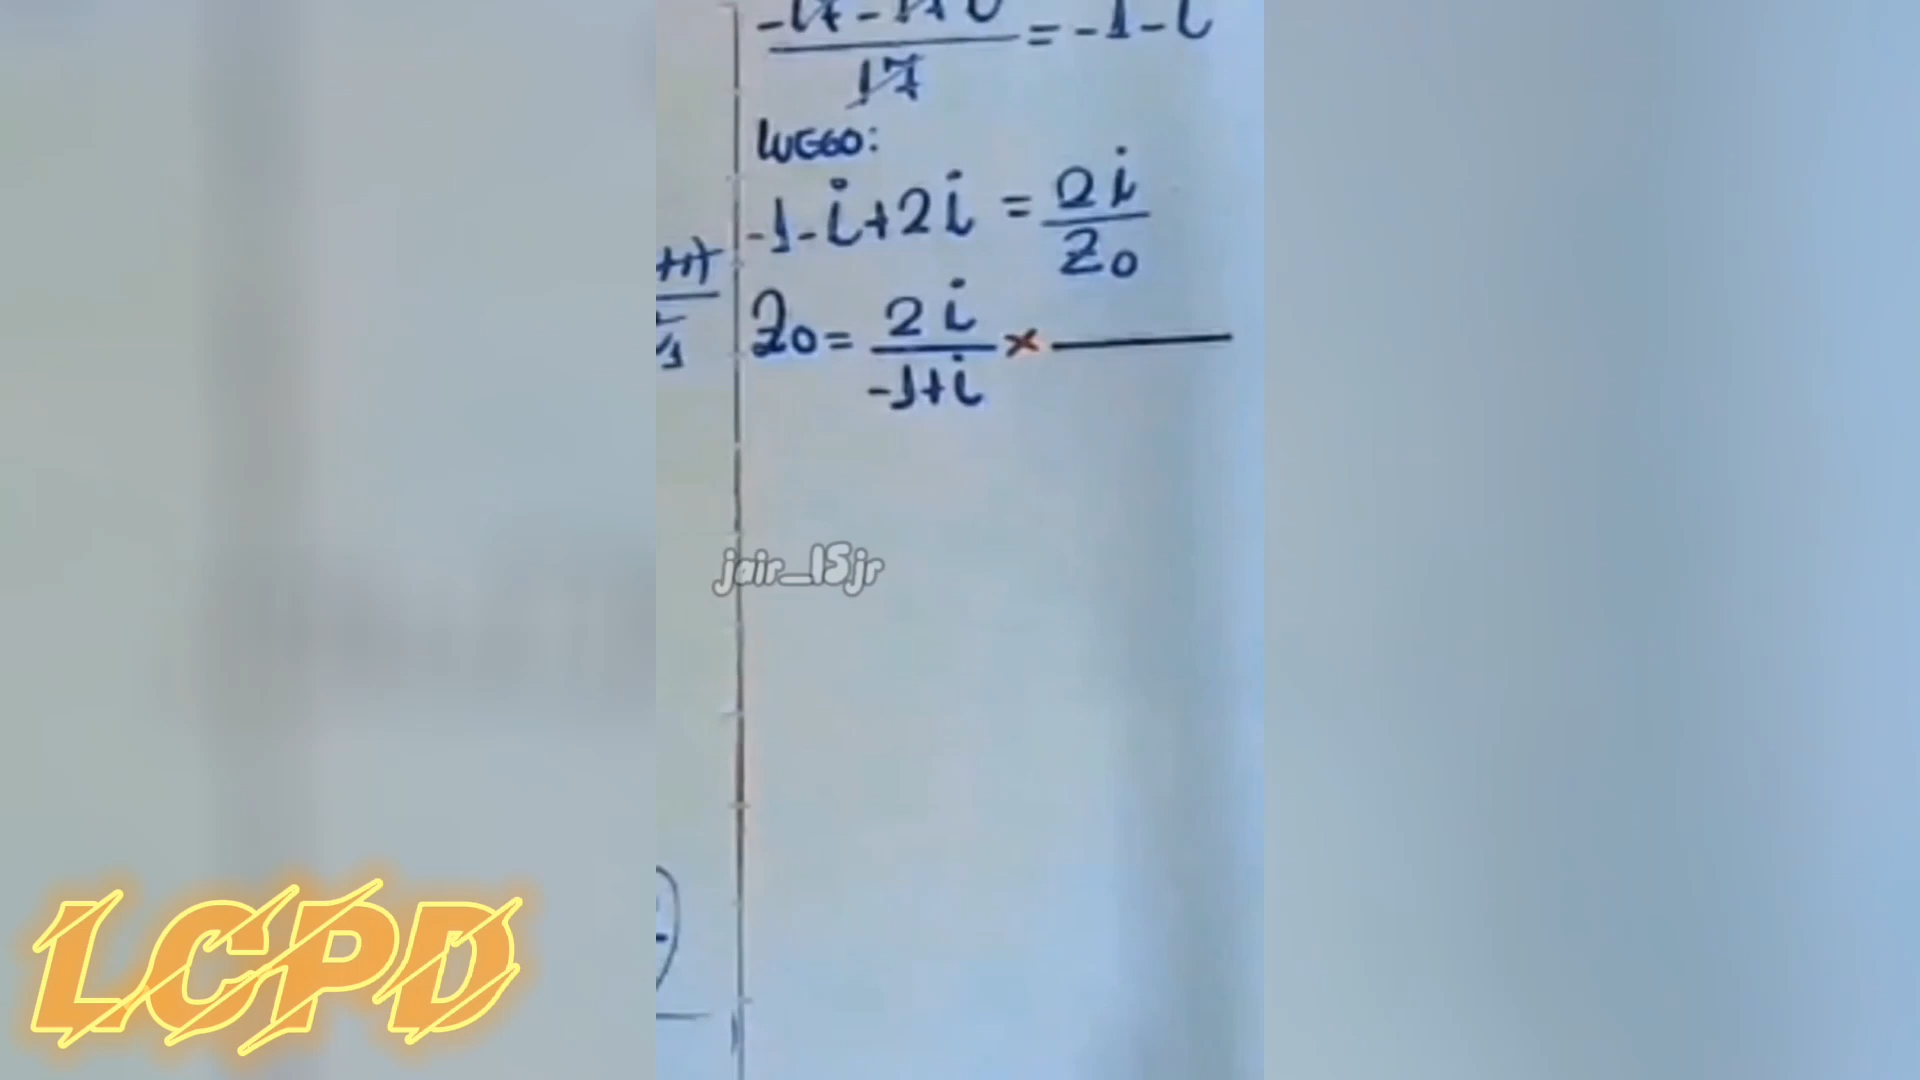 17 = -1-i
LUEGO:
-1-i+2i = 2i / Z0
Z0 = 2i / -1+i ×
jair_15jr
LCPD